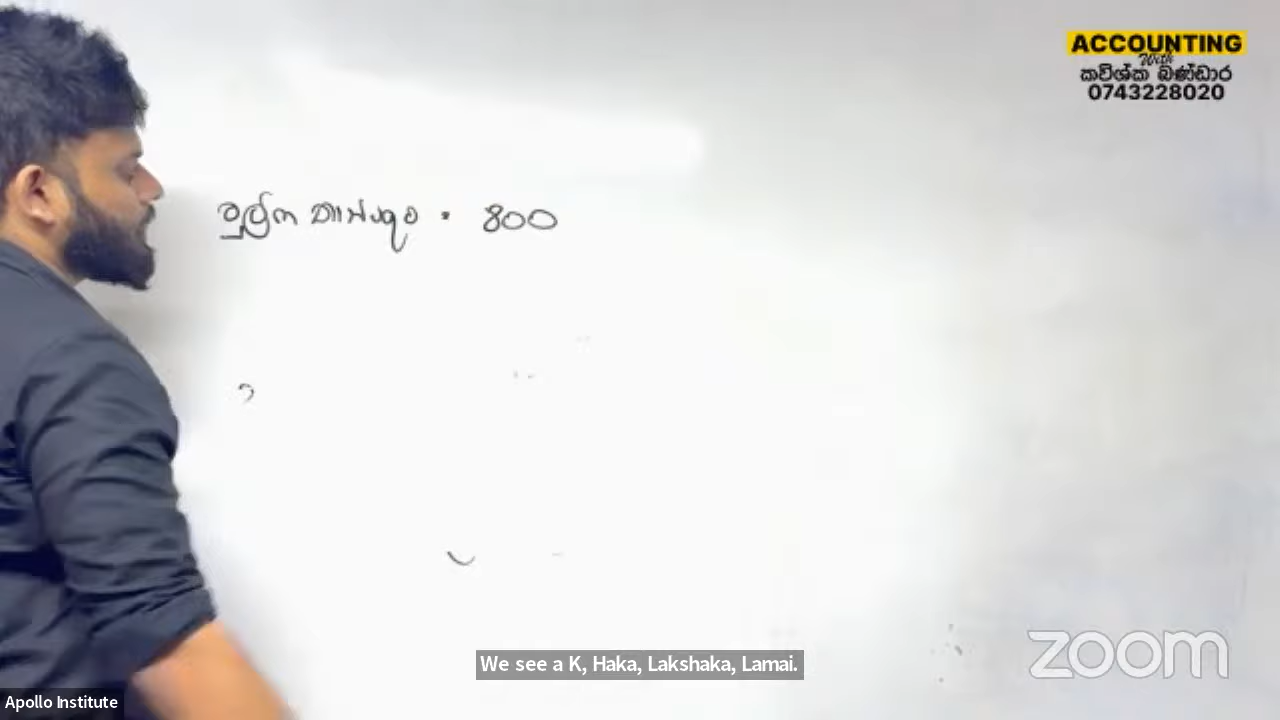 ACCOUNTING
With
කවිශ්ක බණ්ඩාර
0743228020
මුල්ය තාස්ගුව • 800
We see a K, Haka, Lakshaka, Lamai.
zoom
Apollo Institute